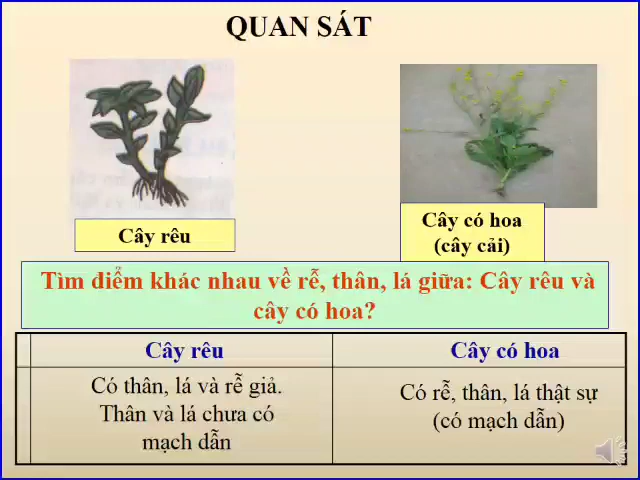 QUAN SÁT
Cây rêu
Cây có hoa
(cây cải)
Tìm điểm khác nhau về rễ, thân, lá giữa: Cây rêu và
cây có hoa?
Cây rêu
Cây có hoa
Có thân, lá và rễ giả.
Thân và lá chưa có
mạch dẫn
Có rễ, thân, lá thật sự
(có mạch dẫn)